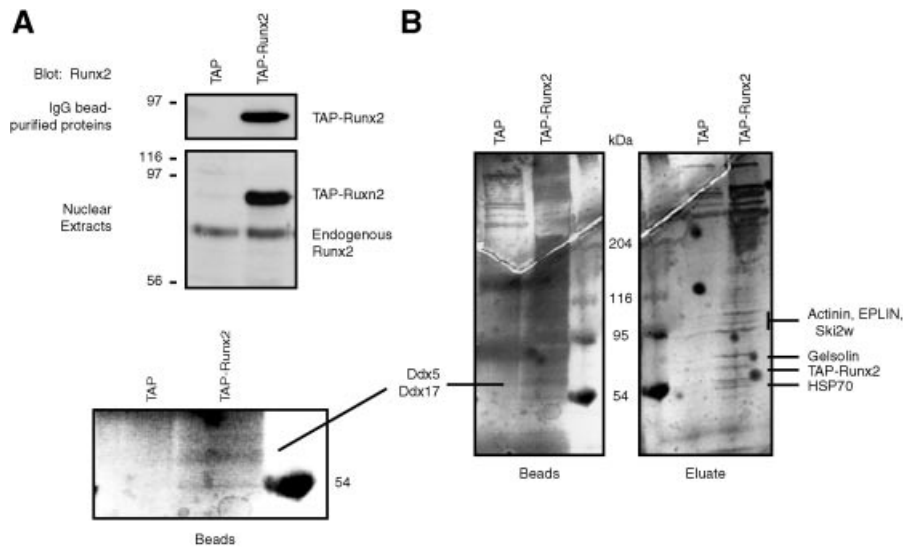 A
Blot: Runx2
TAP
TAP-Runx2
97
IgG bead-
purified proteins
TAP-Runx2
116
97
TAP-Ruxn2
Nuclear
Extracts
Endogenous
Runx2
56
TAP
TAP-Runx2
54
Beads
B
TAP
TAP-Runx2
kDa
TAP
TAP-Runx2
204
116
95
54
Ddx5
Ddx17
Actinin, EPLIN,
Ski2w
Gelsolin
TAP-Runx2
HSP70
Beads
Eluate